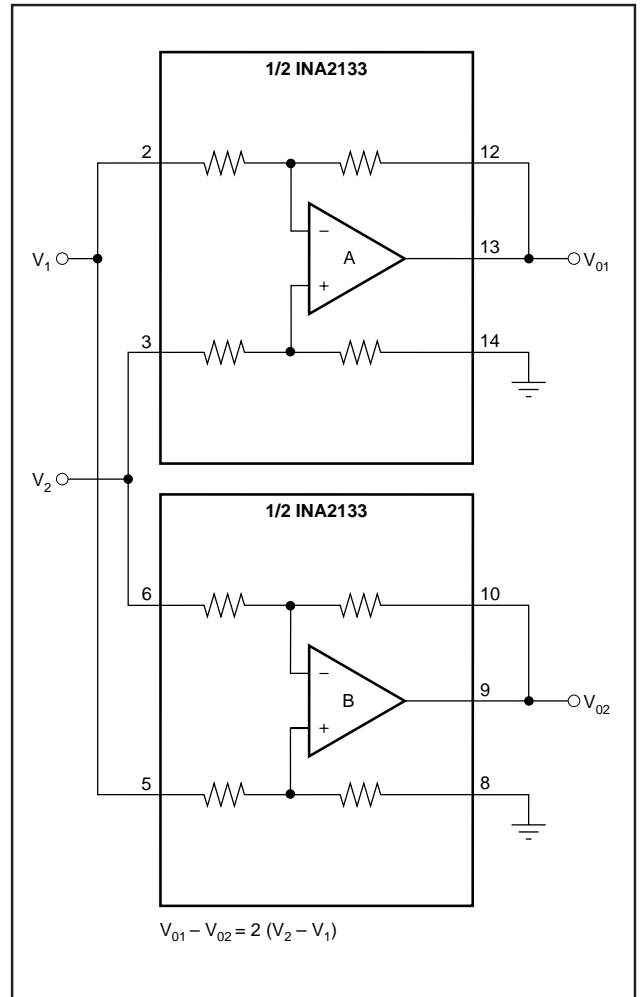 1/2 INA2133
2
12
−
A
13
V₁
V₀₁
+
3
14
V₂
1/2 INA2133
6
10
−
B
9
V₀₂
+
5
8
V₀₁ – V₀₂ = 2 (V₂ – V₁)